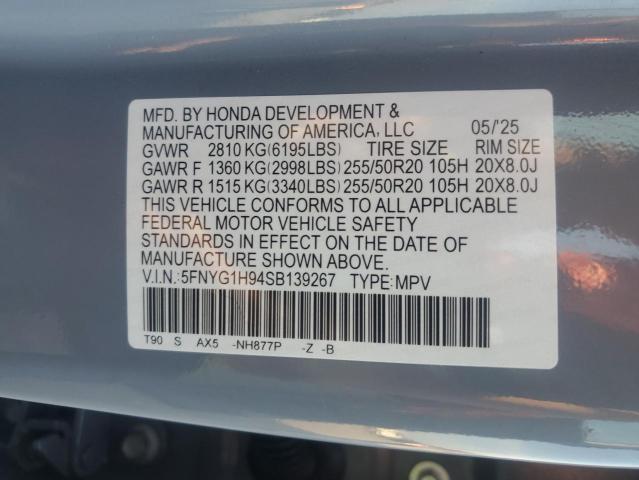 MFD. BY HONDA DEVELOPMENT &
MANUFACTURING OF AMERICA, LLC 05/'25
GVWR 2810 KG(6195LBS) TIRE SIZE RIM SIZE
GAWR F 1360 KG(2998LBS) 255/50R20 105H 20X8.0J
GAWR R 1515 KG(3340LBS) 255/50R20 105H 20X8.0J
THIS VEHICLE CONFORMS TO ALL APPLICABLE
FEDERAL MOTOR VEHICLE SAFETY
STANDARDS IN EFFECT ON THE DATE OF
MANUFACTURE SHOWN ABOVE.
V.I.N.:5FNYG1H94SB139267 TYPE:MPV
T90 S AX5 -NH877P -Z -B